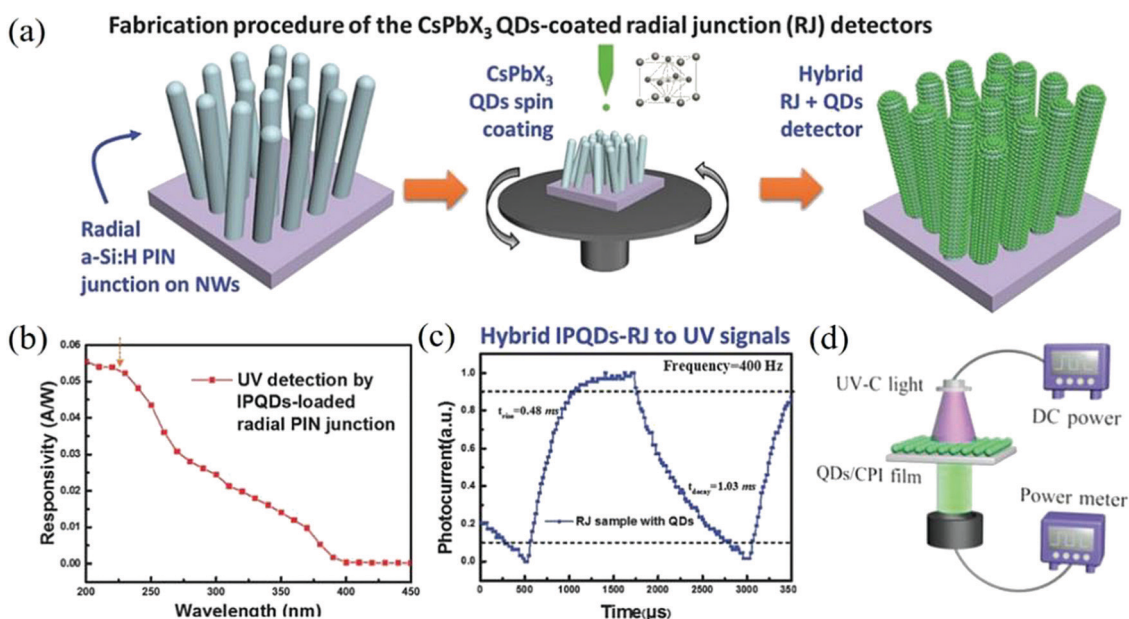 (a)
Fabrication procedure of the CsPbX₃ QDs-coated radial junction (RJ) detectors
CsPbX₃
QDs spin
coating
Hybrid
RJ + QDs
detector
Radial
a-Si:H PIN
junction on NWs
(b)
0.06
0.05
0.04
0.03
0.02
0.01
0.00
Responsivity (A/W)
UV detection by
IPQDs-loaded
radial PIN junction
200 250 300 350 400 450
Wavelength (nm)
(c)
Hybrid IPQDs-RJ to UV signals
Frequency=400 Hz
1.0
0.8
0.6
0.4
0.2
0.0
Photocurrent(a.u.)
t_rise=0.48 ms
t_decay=1.03 ms
RJ sample with QDs
0 500 1000 1500 2000 2500 3000 350
Time(μs)
(d)
UV-C light
DC power
QDs/CPI film
Power meter